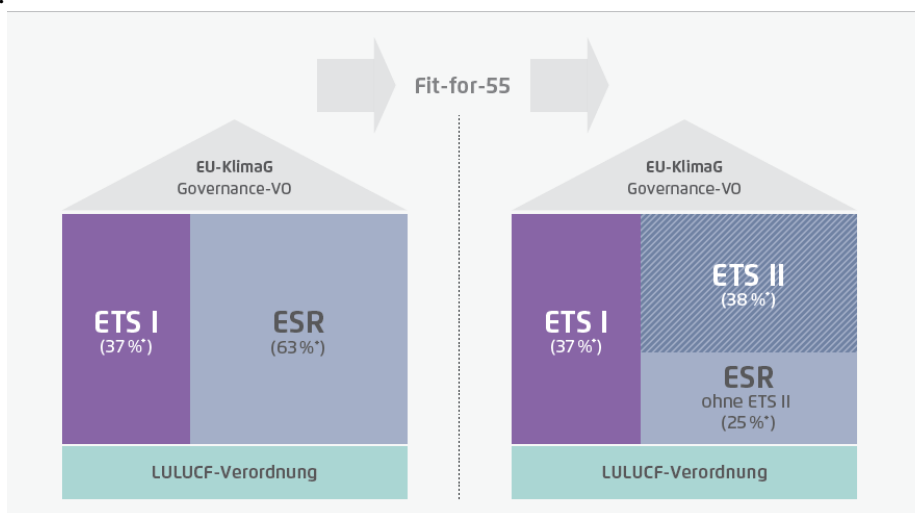 Fit-for-55
EU-KlimaG
Governance-VO
ETS I
(37 %*)
ESR
(63 %*)
LULUCF-Verordnung
EU-KlimaG
Governance-VO
ETS I
(37 %*)
ETS II
(38 %*)
ESR
ohne ETS II
(25 %*)
LULUCF-Verordnung